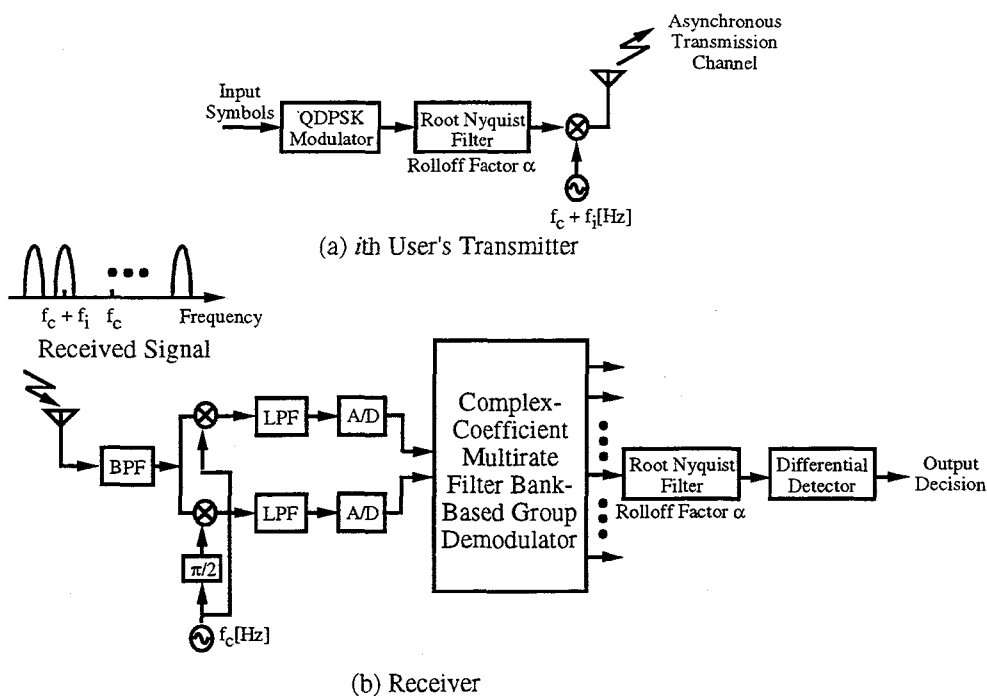 Asynchronous
Transmission
Channel
Input
Symbols
QDPSK
Modulator
Root Nyquist
Filter
Rolloff Factor α
f_c + f_i[Hz]
(a) ith User's Transmitter
f_c + f_i
f_c
Frequency
Received Signal
BPF
LPF
A/D
LPF
A/D
π/2
f_c[Hz]
Complex-
Coefficient
Multirate
Filter Bank-
Based Group
Demodulator
Root Nyquist
Filter
Rolloff Factor α
Differential
Detector
Output
Decision
(b) Receiver